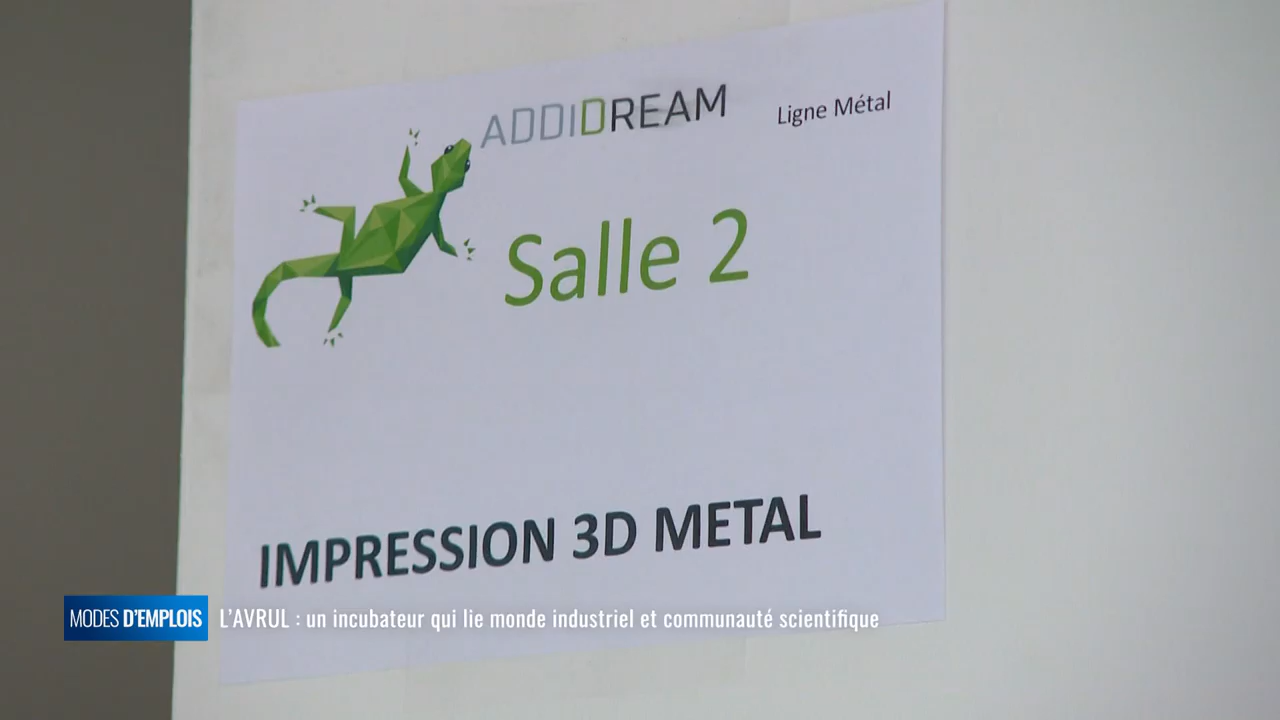 ADDIDREAM
Ligne Métal
Salle 2
IMPRESSION 3D METAL
MODES D'EMPLOIS
L'AVRUL : un incubateur qui lie monde industriel et communauté scientifique